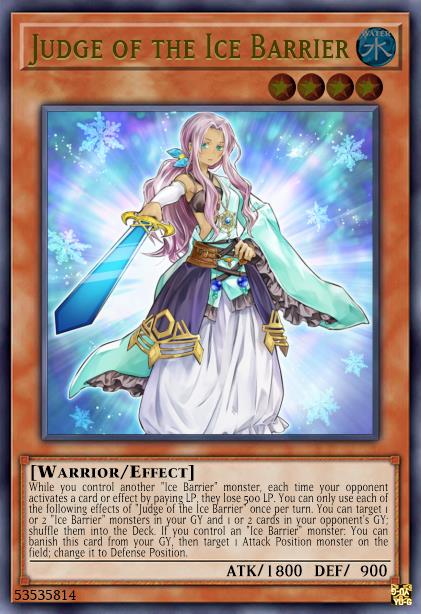 JUDGE OF THE ICE BARRIER
WATER
水
[WARRIOR/EFFECT]
While you control another "Ice Barrier" monster, each time your opponent
activates a card or effect by paying LP, they lose 500 LP. You can only use each of
the following effects of "Judge of the Ice Barrier" once per turn. You can target 1
or 2 "Ice Barrier" monsters in your GY and 1 or 2 cards in your opponent's GY;
shuffle them into the Deck. If you control an "Ice Barrier" monster: You can
banish this card from your GY, then target 1 Attack Position monster on the
field; change it to Defense Position.
ATK/1800 DEF/ 900
53535814